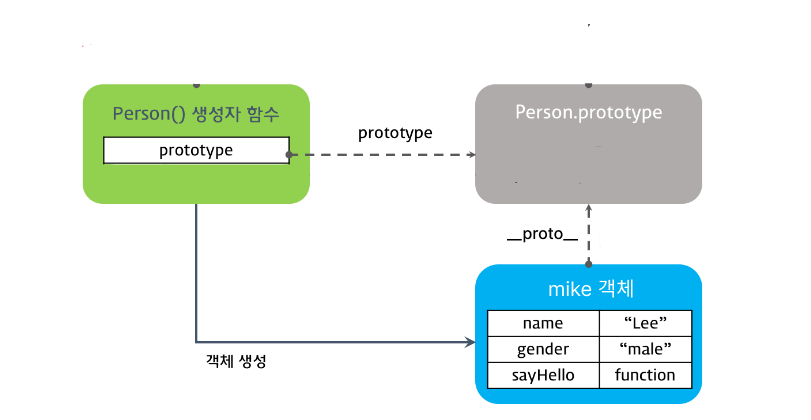 Person() 생성자 함수
prototype
prototype
Person.prototype
__proto__
mike 객체
name “Lee”
gender “male”
sayHello function
객체 생성